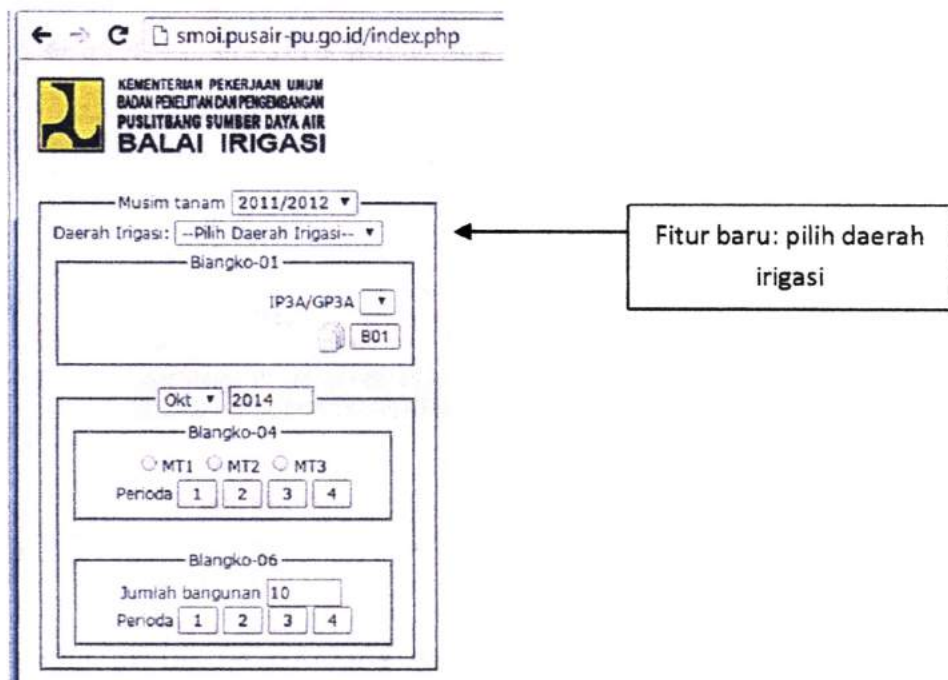 smoi.pusair-pu.go.id/index.php
KEMENTERIAN PEKERJAAN UMUM
BADAN PENELITIAN DAN PENGEMBANGAN
PUSLITBANG SUMBER DAYA AIR
BALAI IRIGASI
Musim tanam 2011/2012
Daerah Irigasi: --Pilih Daerah Irigasi--
Fitur baru: pilih daerah
irigasi
Blangko-01
IP3A/GP3A
B01
Okt 2014
Blangko-04
MT1 MT2 MT3
Perioda 1 2 3 4
Blangko-06
Jumlah bangunan 10
Perioda 1 2 3 4